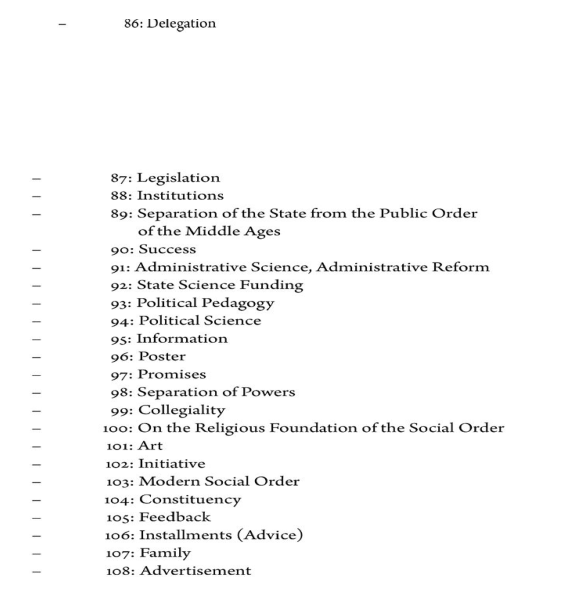 – 86: Delegation
– 87: Legislation
– 88: Institutions
– 89: Separation of the State from the Public Order
of the Middle Ages
– 90: Success
– 91: Administrative Science, Administrative Reform
– 92: State Science Funding
– 93: Political Pedagogy
– 94: Political Science
– 95: Information
– 96: Poster
– 97: Promises
– 98: Separation of Powers
– 99: Collegiality
– 100: On the Religious Foundation of the Social Order
– 101: Art
– 102: Initiative
– 103: Modern Social Order
– 104: Constituency
– 105: Feedback
– 106: Installments (Advice)
– 107: Family
– 108: Advertisement